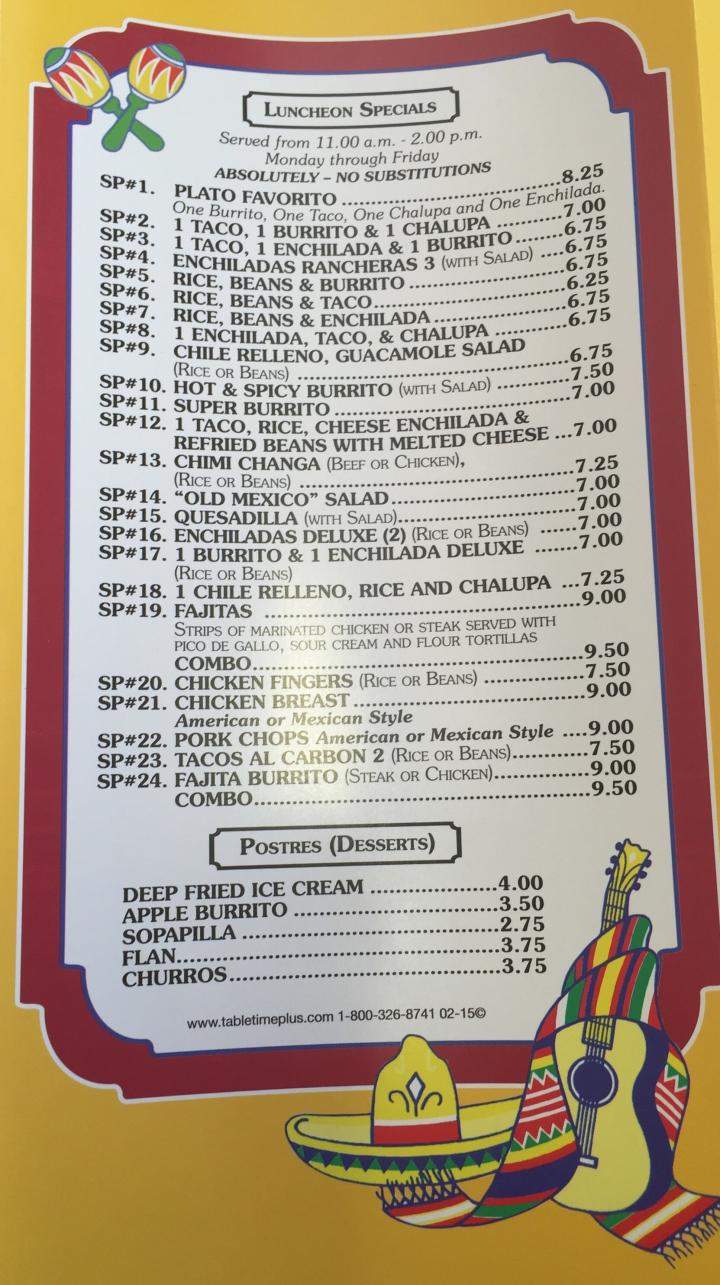 LUNCHEON SPECIALS
Served from 11.00 a.m. - 2.00 p.m.
Monday through Friday
ABSOLUTELY – NO SUBSTITUTIONS
SP#1. PLATO FAVORITO ...............................8.25
One Burrito, One Taco, One Chalupa and One Enchilada.
SP#2. 1 TACO, 1 BURRITO & 1 CHALUPA ..........7.00
SP#3. 1 TACO, 1 ENCHILADA & 1 BURRITO .......6.75
SP#4. ENCHILADAS RANCHERAS 3 (WITH SALAD) ....6.75
SP#5. RICE, BEANS & BURRITO .......................6.75
SP#6. RICE, BEANS & TACO............................6.25
SP#7. RICE, BEANS & ENCHILADA ...................6.75
SP#8. 1 ENCHILADA, TACO, & CHALUPA ..........6.75
SP#9. CHILE RELLENO, GUACAMOLE SALAD
(RICE OR BEANS) .......................................6.75
SP#10. HOT & SPICY BURRITO (WITH SALAD) ..........7.50
SP#11. SUPER BURRITO ..................................7.00
SP#12. 1 TACO, RICE, CHEESE ENCHILADA &
REFRIED BEANS WITH MELTED CHEESE ...7.00
SP#13. CHIMI CHANGA (BEEF OR CHICKEN),
(RICE OR BEANS) .......................................7.25
SP#14. “OLD MEXICO” SALAD..........................7.00
SP#15. QUESADILLA (WITH SALAD)........................7.00
SP#16. ENCHILADAS DELUXE (2) (RICE OR BEANS) ......7.00
SP#17. 1 BURRITO & 1 ENCHILADA DELUXE .......7.00
(RICE OR BEANS)
SP#18. 1 CHILE RELLENO, RICE AND CHALUPA ...7.25
SP#19. FAJITAS ............................................9.00
STRIPS OF MARINATED CHICKEN OR STEAK SERVED WITH
PICO DE GALLO, SOUR CREAM AND FLOUR TORTILLAS
COMBO..............................................9.50
SP#20. CHICKEN FINGERS (RICE OR BEANS) ..............7.50
SP#21. CHICKEN BREAST ................................9.00
American or Mexican Style
SP#22. PORK CHOPS American or Mexican Style ....9.00
SP#23. TACOS AL CARBON 2 (RICE OR BEANS)...........7.50
SP#24. FAJITA BURRITO (STEAK OR CHICKEN)..............9.00
COMBO..............................................9.50
POSTRES (DESSERTS)
DEEP FRIED ICE CREAM .................4.00
APPLE BURRITO ............................3.50
SOPAPILLA ...................................2.75
FLAN............................................3.75
CHURROS.....................................3.75
www.tabletimeplus.com 1-800-326-8741 02-15©